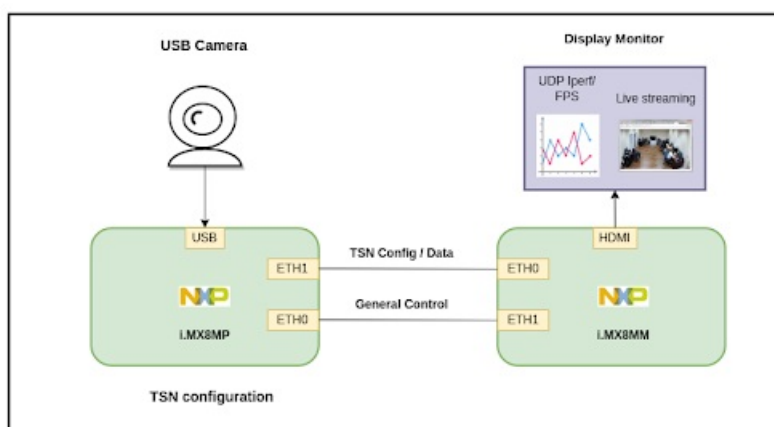 USB Camera
Display Monitor
UDP Iperf/
FPS
Live streaming
USB
HDMI
ETH1
TSN Config / Data
ETH0
NXP
NXP
ETH0
General Control
ETH1
i.MX8MP
i.MX8MM
TSN configuration